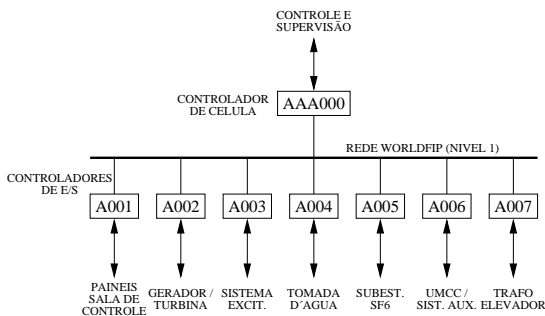 CONTROLE E
SUPERVISÃO
CONTROLADOR
DE CELULA
AAA000
REDE WORLDFIP (NIVEL 1)
CONTROLADORES
DE E/S
A001 A002 A003 A004 A005 A006 A007
PAINEIS
SALA DE
CONTROLE
GERADOR /
TURBINA
SISTEMA
EXCIT.
TOMADA
D´AGUA
SUBEST.
SF6
UMCC /
SIST. AUX.
TRAFO
ELEVADOR